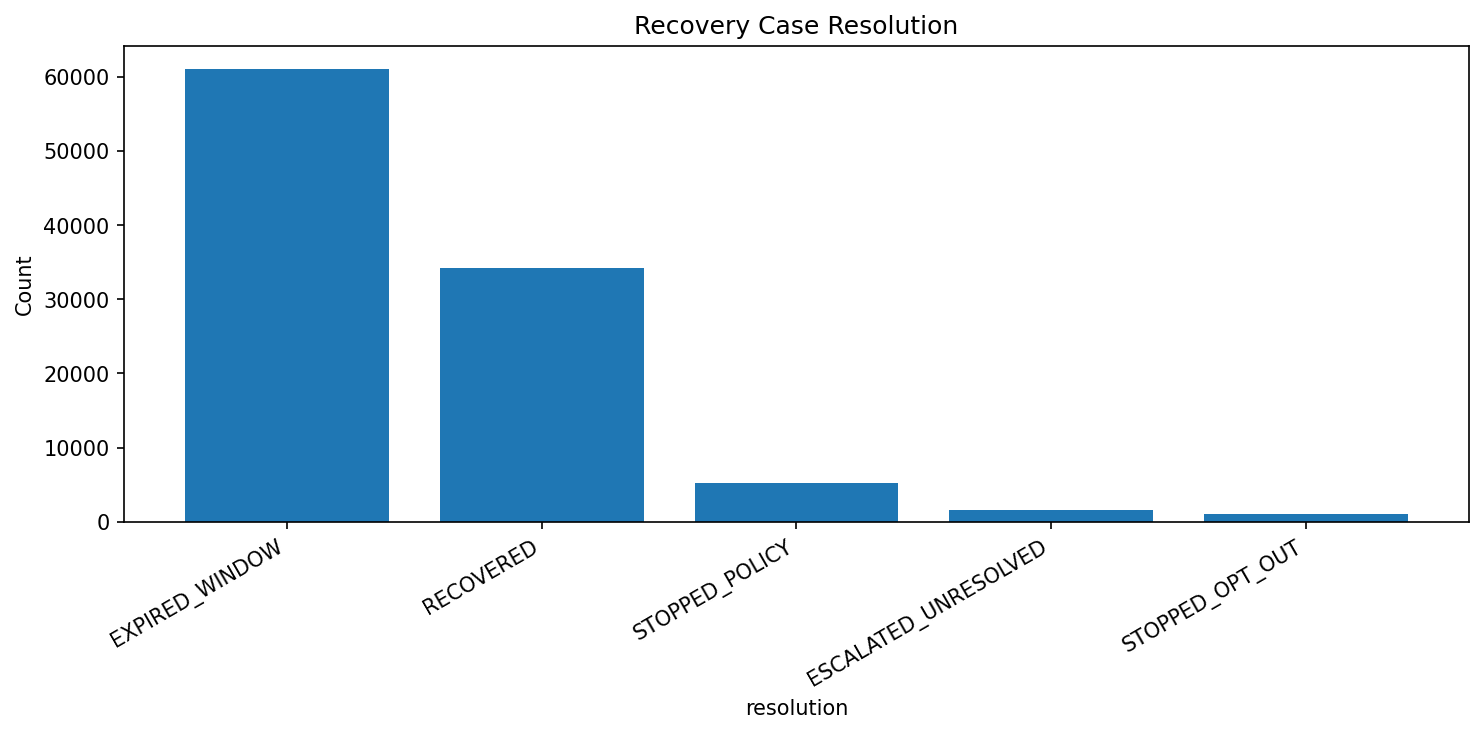 Recovery Case Resolution
Count
60000
50000
40000
30000
20000
10000
0
EXPIRED_WINDOW
RECOVERED
STOPPED_POLICY
ESCALATED_UNRESOLVED
STOPPED_OPT_OUT
resolution